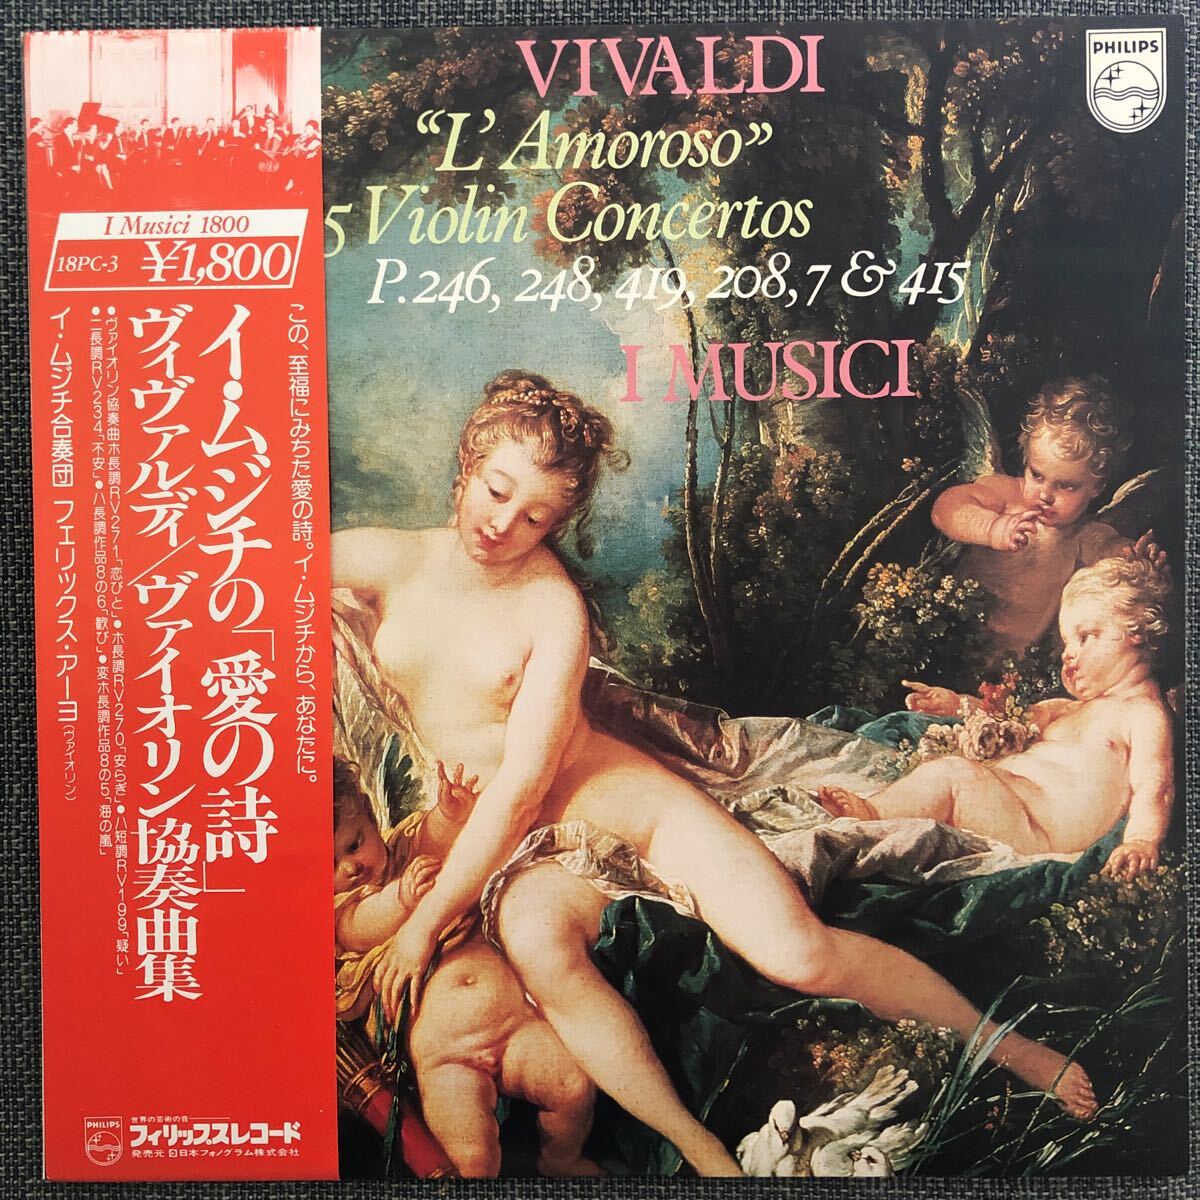 VIVALDI
“L’Amoroso”
5 Violin Concertos
P.246, 248, 419, 208, 7 & 415
I MUSICI
PHILIPS
I Musici 1800
18PC-3 ¥1,800
この、至福にみちた愛の詩。イ・ムジチから、あなたに。
イ・ムジチの「愛の詩」
ヴィヴァルディ/ヴァイオリン協奏曲集
●ヴァイオリン協奏曲ホ長調RV271「恋びと」●ホ長調RV270「安らぎ」●ハ短調RV199「疑い」
●ニ長調RV234「不安」●ハ長調作品8の6「歓び」●変ホ長調作品8の5「海の嵐」
イ・ムジチ合奏団 フェリックス・アーヨ(ヴァイオリン)
PHILIPS
世界の芸術の音
フィリップスレコード
発売元 日本フォノグラム株式会社